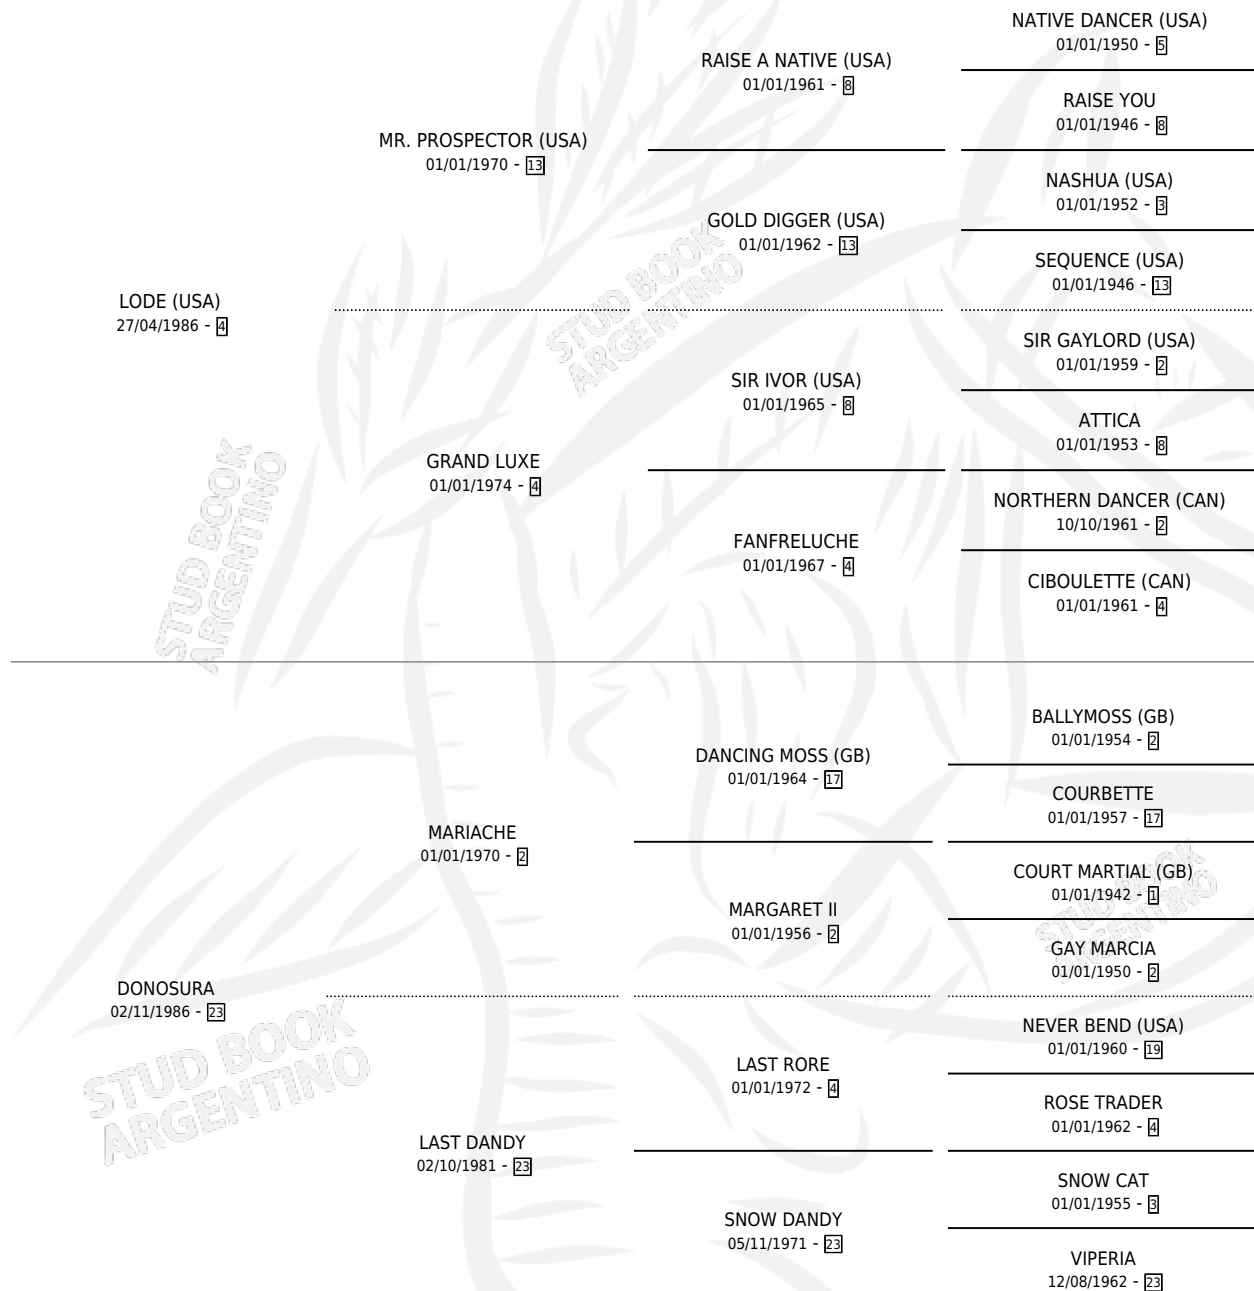 NATIVE DANCER (USA)
01/01/1950 - 5
RAISE A NATIVE (USA)
01/01/1961 - 8
RAISE YOU
01/01/1946 - 8
MR. PROSPECTOR (USA)
01/01/1970 - 13
NASHUA (USA)
01/01/1952 - 3
GOLD DIGGER (USA)
01/01/1962 - 13
SEQUENCE (USA)
01/01/1946 - 13
LODE (USA)
27/04/1986 - 4
STUD BOOK
ARGENTINO
SIR GAYLORD (USA)
01/01/1959 - 2
SIR IVOR (USA)
01/01/1965 - 8
ATTICA
01/01/1953 - 8
GRAND LUXE
01/01/1974 - 4
NORTHERN DANCER (CAN)
10/10/1961 - 2
FANFRELUCHE
01/01/1967 - 4
CIBOULETTE (CAN)
01/01/1961 - 4
STUD BOOK
ARGENTINO
BALLYMOSS (GB)
01/01/1954 - 2
DANCING MOSS (GB)
01/01/1964 - 17
COURBETTE
01/01/1957 - 17
MARIACHE
01/01/1970 - 2
COURT MARTIAL (GB)
01/01/1942 - 1
MARGARET II
01/01/1956 - 2
GAY MARCIA
01/01/1950 - 2
STUD BOOK
ARGENTINO
DONOSURA
02/11/1986 - 23
NEVER BEND (USA)
01/01/1960 - 19
LAST RORE
01/01/1972 - 4
ROSE TRADER
01/01/1962 - 4
STUD BOOK
ARGENTINO
LAST DANDY
02/10/1981 - 23
SNOW CAT
01/01/1955 - 3
SNOW DANDY
05/11/1971 - 23
VIPERIA
12/08/1962 - 23